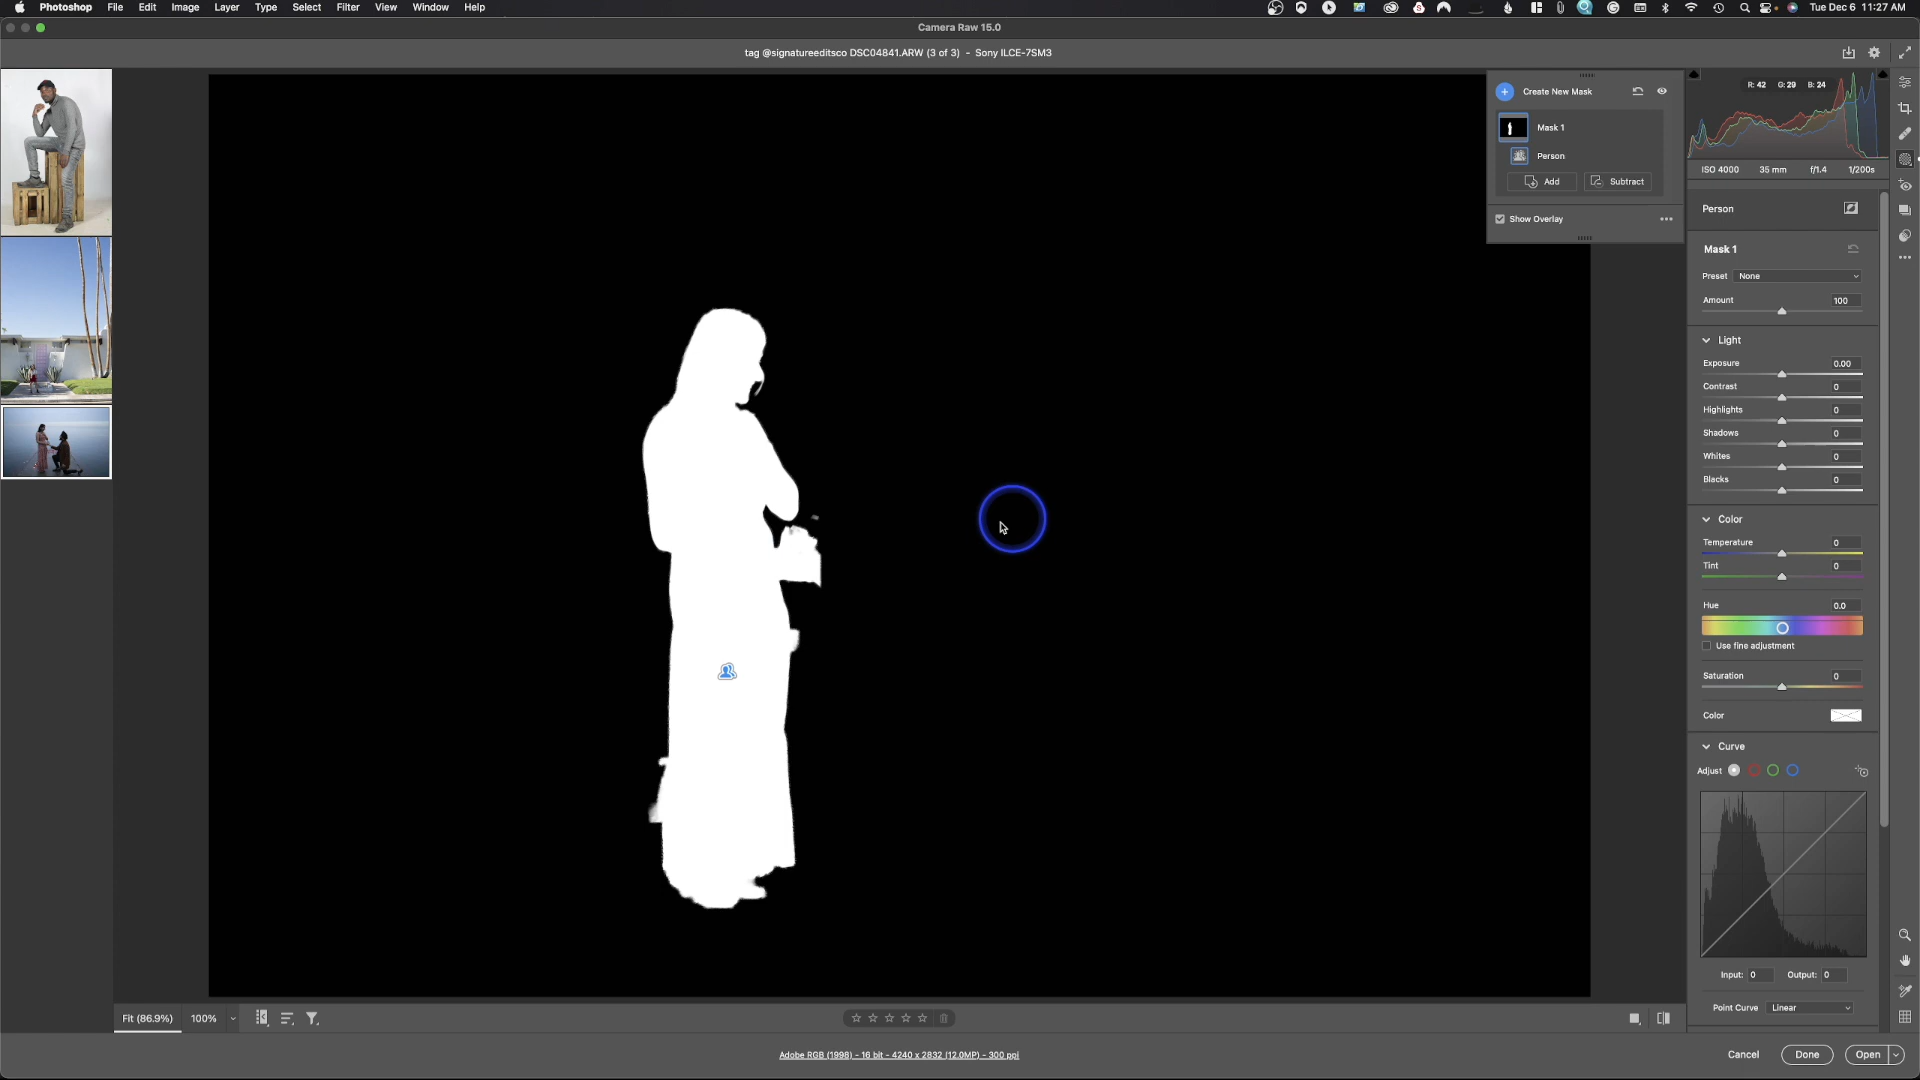 Photoshop File Edit Image Layer Type Select Filter View Window Help
Tue Dec 6 11:27 AM
Camera Raw 15.0
tag @signatureeditsco DSC04841.ARW (3 of 3) - Sony ILCE-7SM3
R: 42 G: 29 B: 24
Create New Mask
Mask 1
Person
Add Subtract
Show Overlay
ISO 4000 35 mm f/1.4 1/200s
Person
Mask 1
Preset None
Amount 100
Light
Exposure 0.00
Contrast 0
Highlights 0
Shadows 0
Whites 0
Blacks 0
Color
Temperature 0
Tint 0
Hue 0.0
Use fine adjustment
Saturation 0
Color
Curve
Adjust
Input: 0 Output: 0
Point Curve Linear
Fit (86.9%) 100%
Adobe RGB (1998) - 16 bit - 4240 x 2832 (12.0MP) - 300 ppi
Cancel Done Open